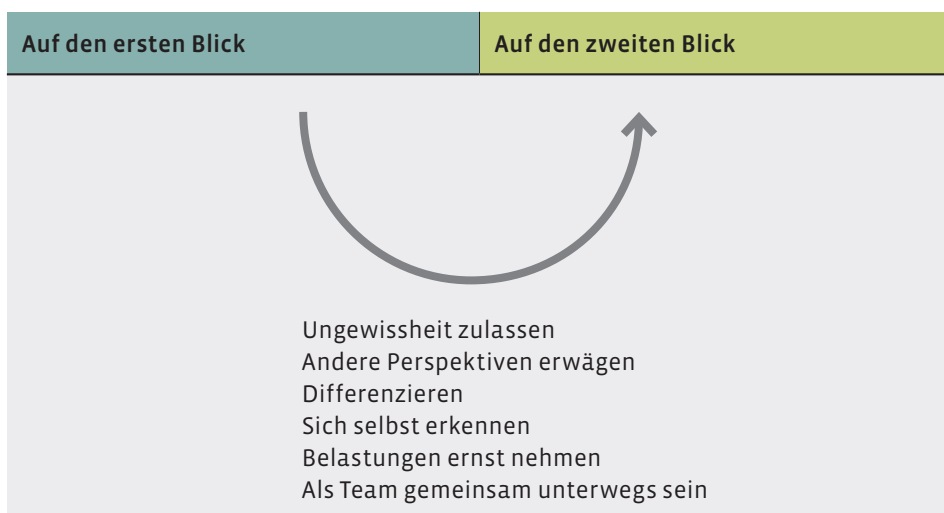 Auf den ersten Blick
Auf den zweiten Blick
Ungewissheit zulassen
Andere Perspektiven erwägen
Differenzieren
Sich selbst erkennen
Belastungen ernst nehmen
Als Team gemeinsam unterwegs sein